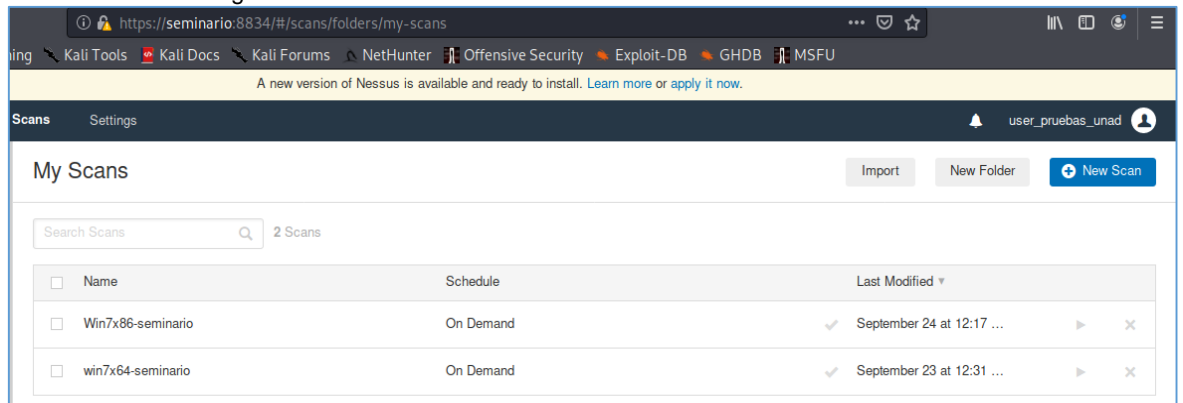 https://seminario:8834/#/scans/folders/my-scans
Kali Tools Kali Docs Kali Forums NetHunter Offensive Security Exploit-DB GHDB MSFU
A new version of Nessus is available and ready to install. Learn more or apply it now.
Scans Settings user_pruebas_unad
My Scans Import New Folder New Scan
Search Scans 2 Scans
Name Schedule Last Modified
Win7x86-seminario On Demand September 24 at 12:17 ...
win7x64-seminario On Demand September 23 at 12:31 ...